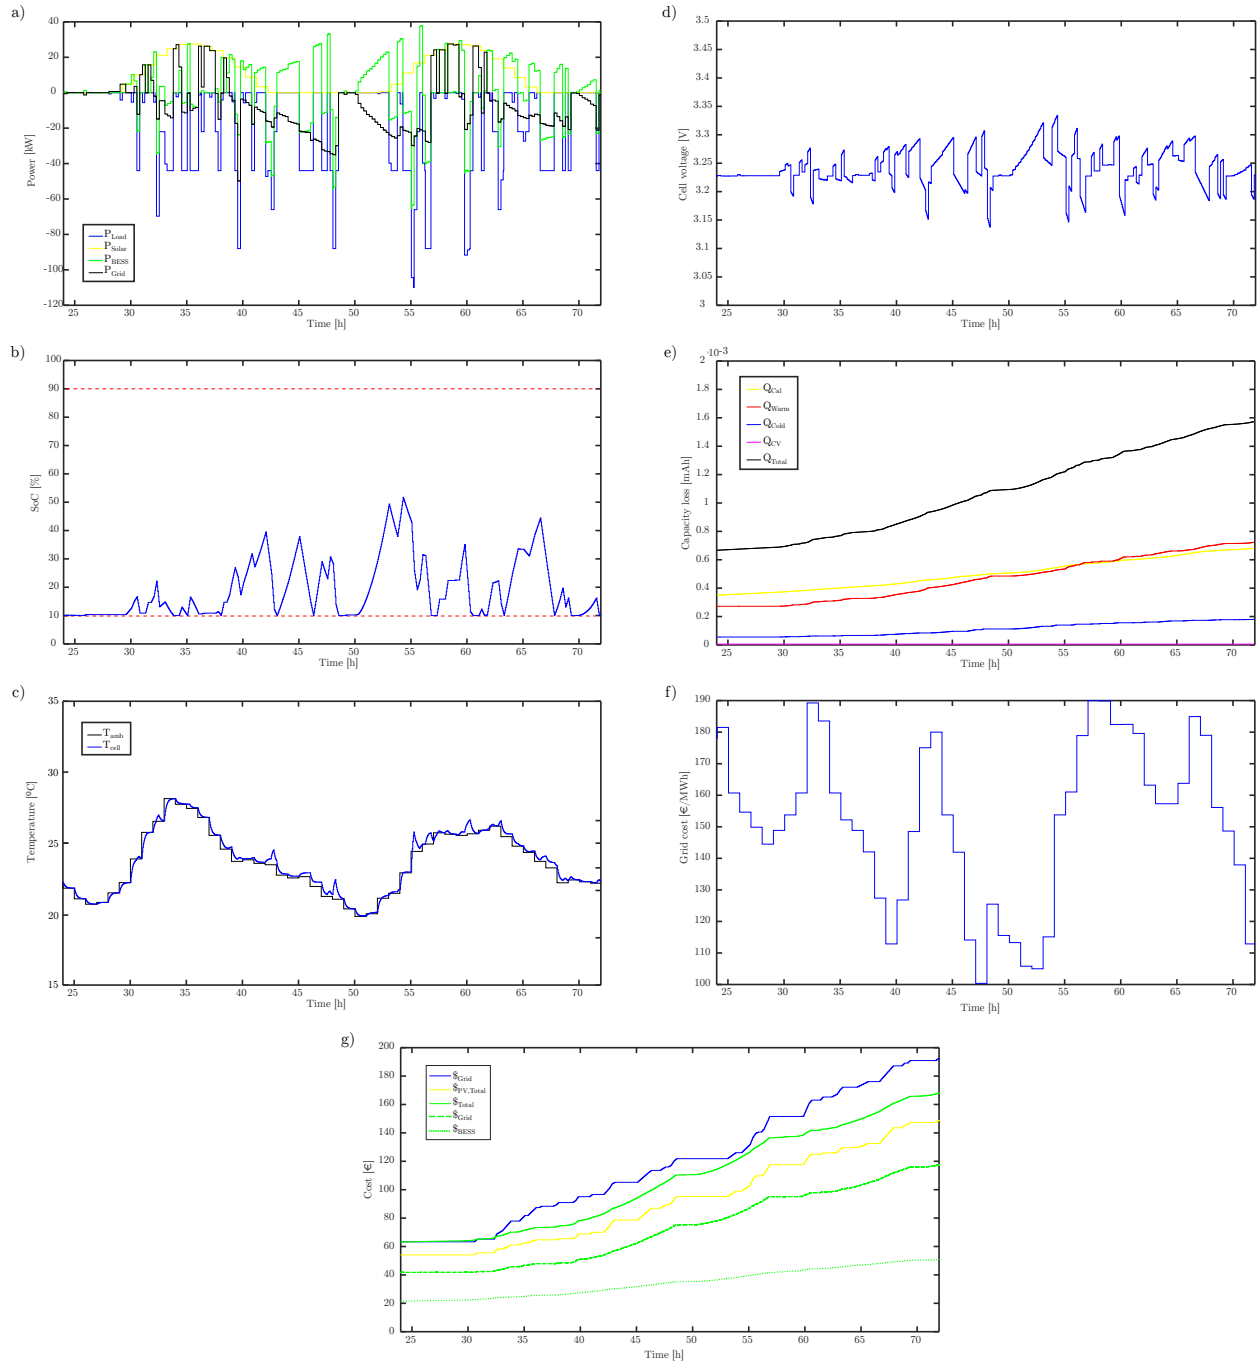 a)
40
20
0
-20
-40
-60
-80
-100
-120
Power [kW]
P_Load
P_Solar
P_BESS
P_Grid
25 30 35 40 45 50 55 60 65 70
Time [h]
d)
3.5
3.45
3.4
3.35
3.3
3.25
3.2
3.15
3.1
3.05
3
Cell voltage [V]
25 30 35 40 45 50 55 60 65 70
Time [h]
b)
100
90
80
70
60
50
40
30
20
10
0
SoC [%]
25 30 35 40 45 50 55 60 65 70
Time [h]
e)
·10⁻³
2
1.8
1.6
1.4
1.2
1
0.8
0.6
0.4
0.2
0
Capacity loss [mAh]
Q_Cal
Q_Warm
Q_Cold
Q_CV
Q_Total
25 30 35 40 45 50 55 60 65 70
Time [h]
c)
35
30
25
20
15
Temperature [ºC]
T_amb
T_cell
25 30 35 40 45 50 55 60 65 70
Time [h]
f)
190
180
170
160
150
140
130
120
110
100
Grid cost [€/MWh]
25 30 35 40 45 50 55 60 65 70
Time [h]
g)
200
180
160
140
120
100
80
60
40
20
0
Cost [€]
$_Grid
$_PV,Total
$_Total
$_Grid
$_BESS
25 30 35 40 45 50 55 60 65 70
Time [h]